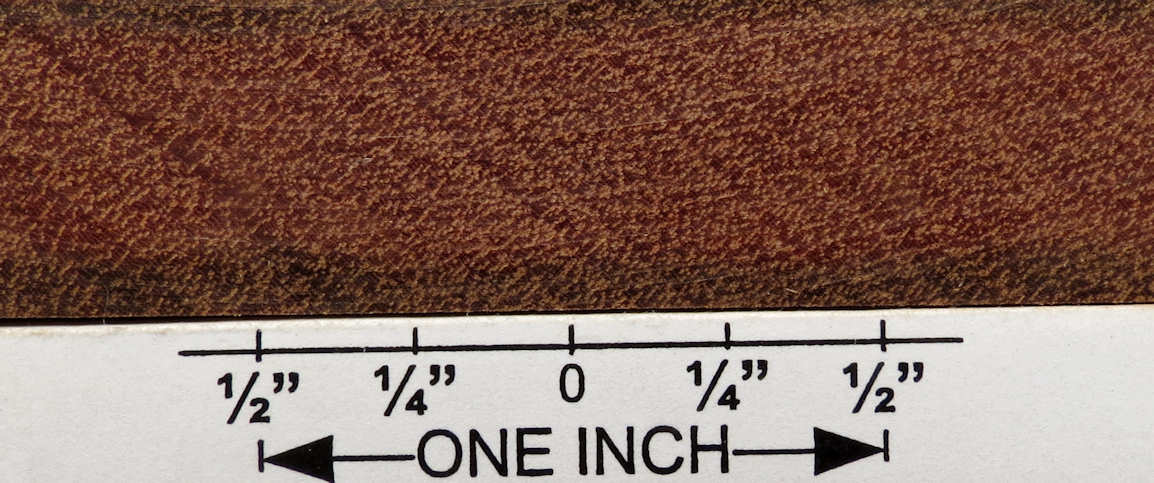 ½” ¼” 0 ¼” ½”
ONE INCH